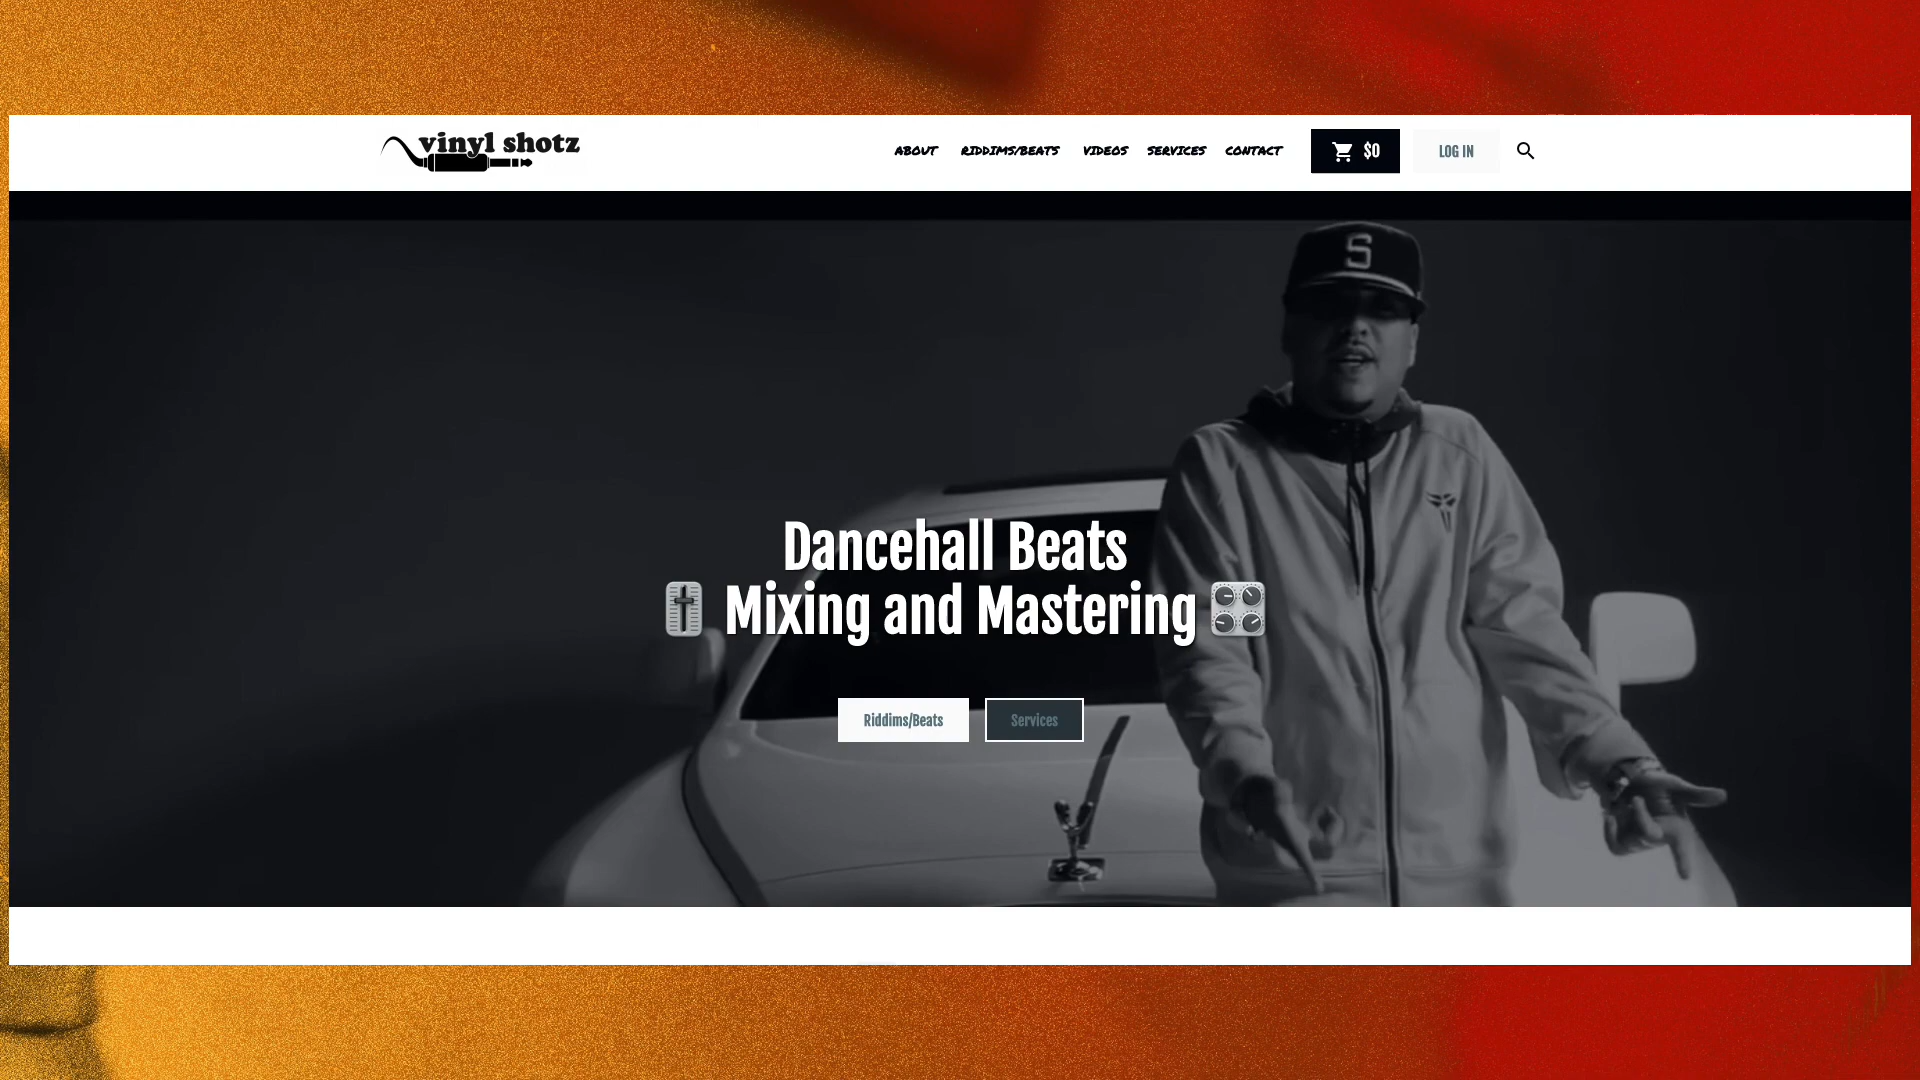 vinyl shotz
ABOUT RIDDIMS/BEATS VIDEOS SERVICES CONTACT $0 LOG IN
S
Dancehall Beats
Mixing and Mastering
Riddims/Beats Services